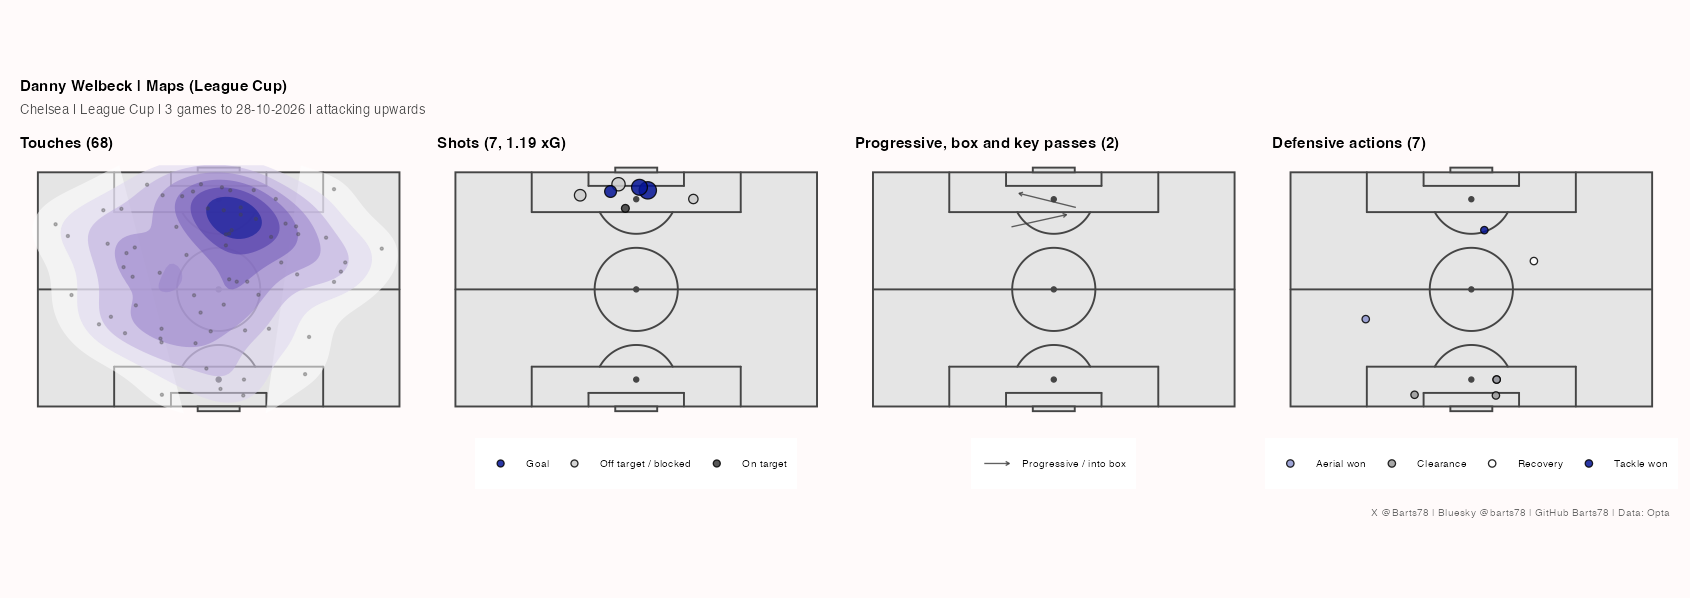 Danny Welbeck | Maps (League Cup)
Chelsea | League Cup | 3 games to 28-10-2026 | attacking upwards
Touches (68)
Shots (7, 1.19 xG)
Progressive, box and key passes (2)
Defensive actions (7)
Goal
Off target / blocked
On target
Progressive / into box
Aerial won
Clearance
Recovery
Tackle won
X @Barts78 | Bluesky @barts78 | GitHub Barts78 | Data: Opta